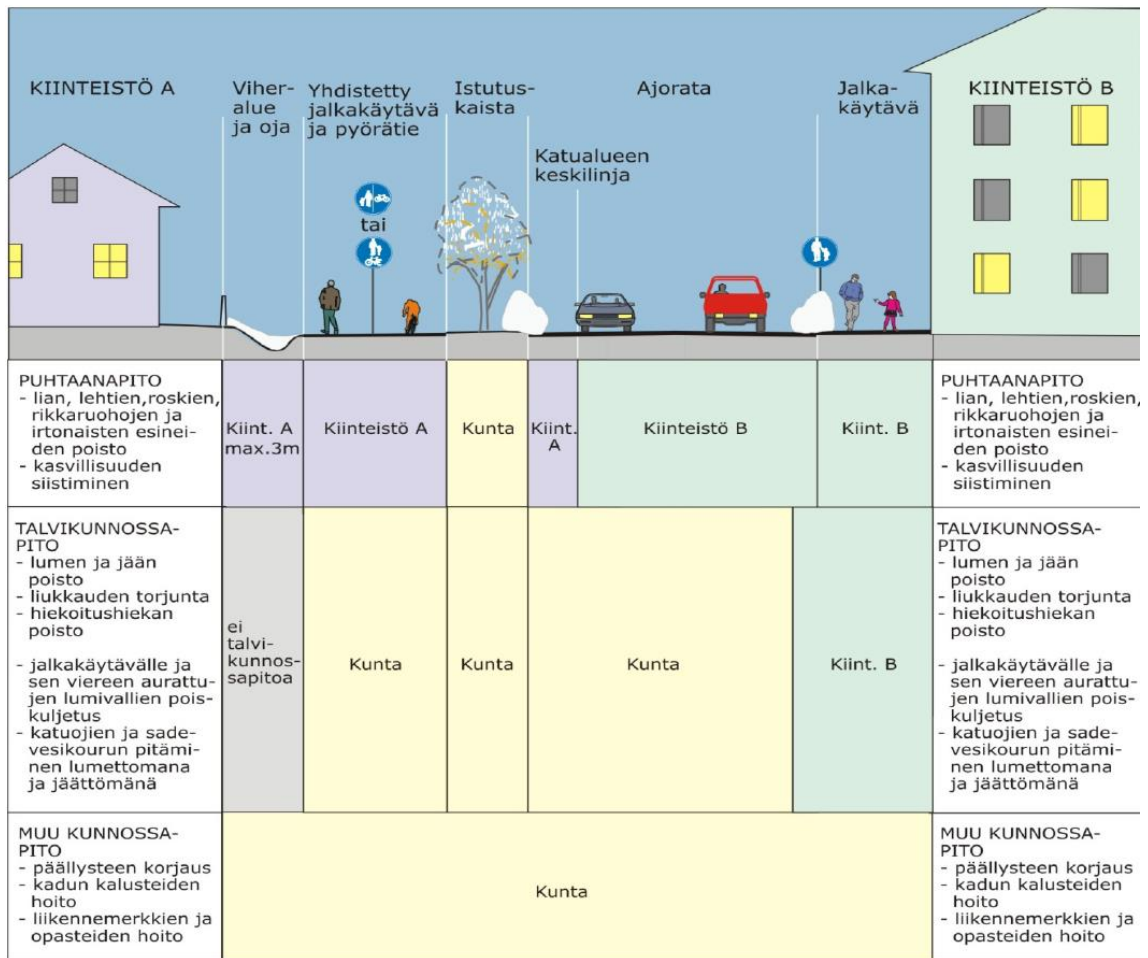 KIINTEISTÖ A
Viher-
alue
ja oja
Yhdistetty
jalkakäytävä
ja pyörätie
Istutus-
kaista
Ajorata
Jalka-
käytävä
KIINTEISTÖ B
Katualueen
keskilinja
tai
PUHTAANAPITO
- lian, lehtien,roskien,
rikkaruohojen ja
irtonaisten esinei-
den poisto
- kasvillisuuden
siistiminen
Kiint. A
max.3m
Kiinteistö A
Kunta
Kiint.
A
Kiinteistö B
Kiint. B
PUHTAANAPITO
- lian, lehtien,roskien,
rikkaruohojen ja
irtonaisten esinei-
den poisto
- kasvillisuuden
siistiminen
TALVIKUNNOSSA-
PITO
- lumen ja jään
poisto
- liukkauden torjunta
- hiekoitushiekan
poisto
- jalkakäytävälle ja
sen viereen aurattu-
jen lumivallien pois-
kuljetus
- katuojien ja sade-
vesikourun pitämi-
nen lumettomana
ja jäättömänä
ei
talvi-
kunnos-
sapitoa
Kunta
Kunta
Kunta
Kiint. B
TALVIKUNNOSSA-
PITO
- lumen ja jään
poisto
- liukkauden torjunta
- hiekoitushiekan
poisto
- jalkakäytävälle ja
sen viereen aurattu-
jen lumivallien pois-
kuljetus
- katuojien ja sade-
vesikourun pitämi-
nen lumettomana
ja jäättömänä
MUU KUNNOSSA-
PITO
- päällysteen korjaus
- kadun kalusteiden
hoito
- liikennemerkkien ja
opasteiden hoito
Kunta
MUU KUNNOSSA-
PITO
- päällysteen korjaus
- kadun kalusteiden
hoito
- liikennemerkkien ja
opasteiden hoito